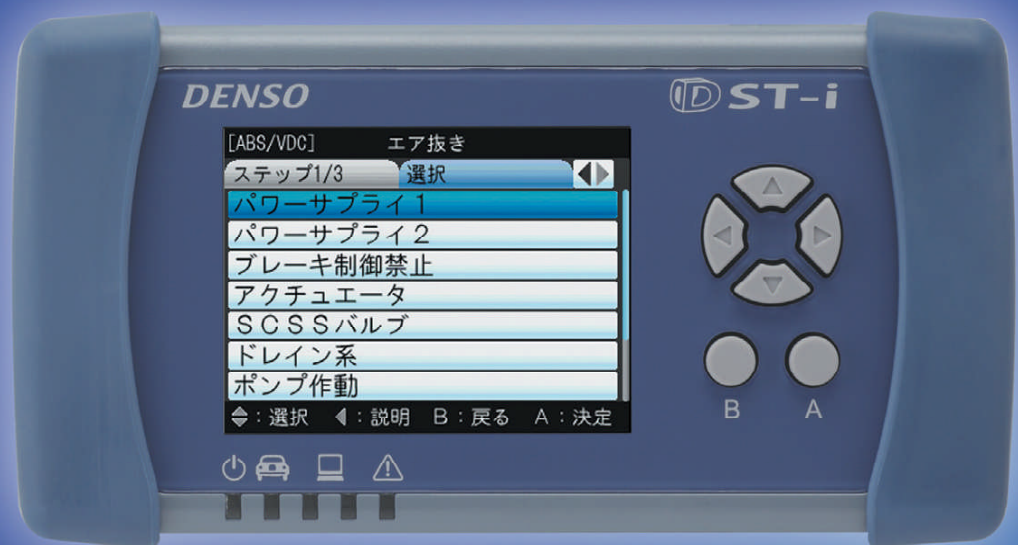 DENSO
DST-i
[ABS/VDC] エア抜き
ステップ1/3 選択
パワーサプライ1
パワーサプライ2
ブレーキ制御禁止
アクチュエータ
SCSSバルブ
ドレイン系
ポンプ作動
:選択 :説明 B:戻る A:決定
B A